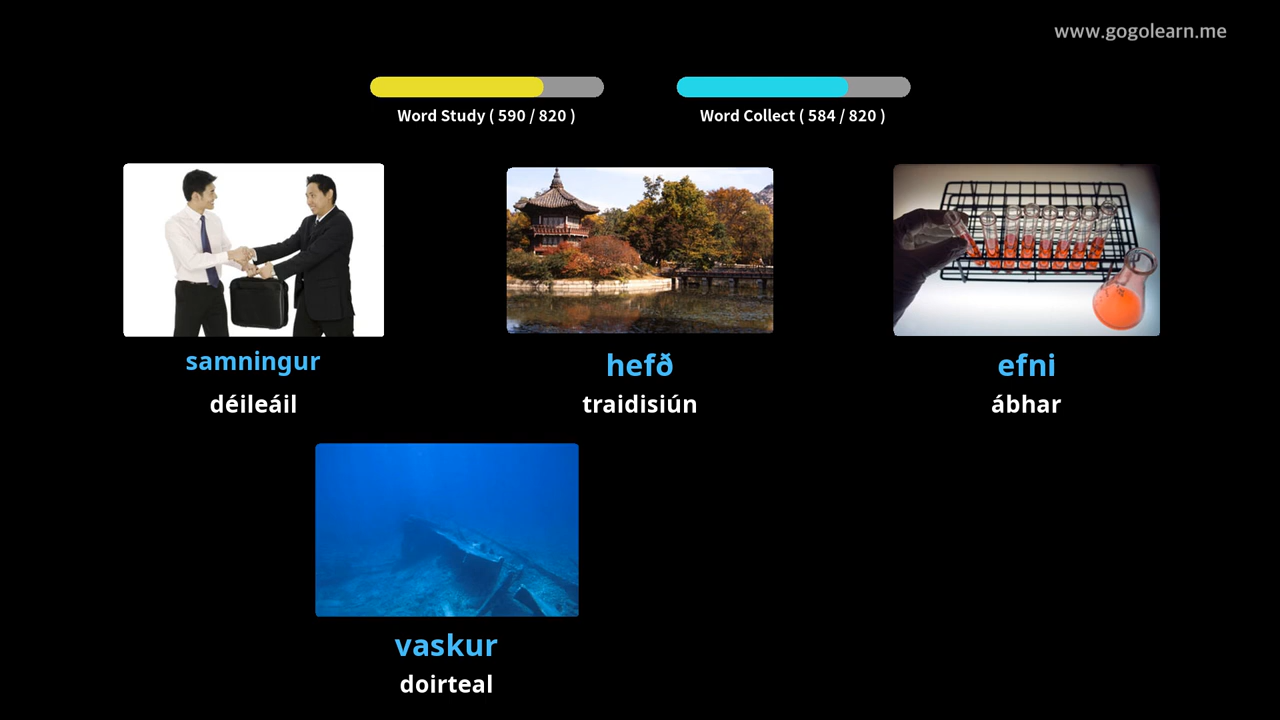 www.gogolearn.me
Word Study ( 590 / 820 )
Word Collect ( 584 / 820 )
samningur
déileáil
hefð
traidisiún
efni
ábhar
vaskur
doirteal